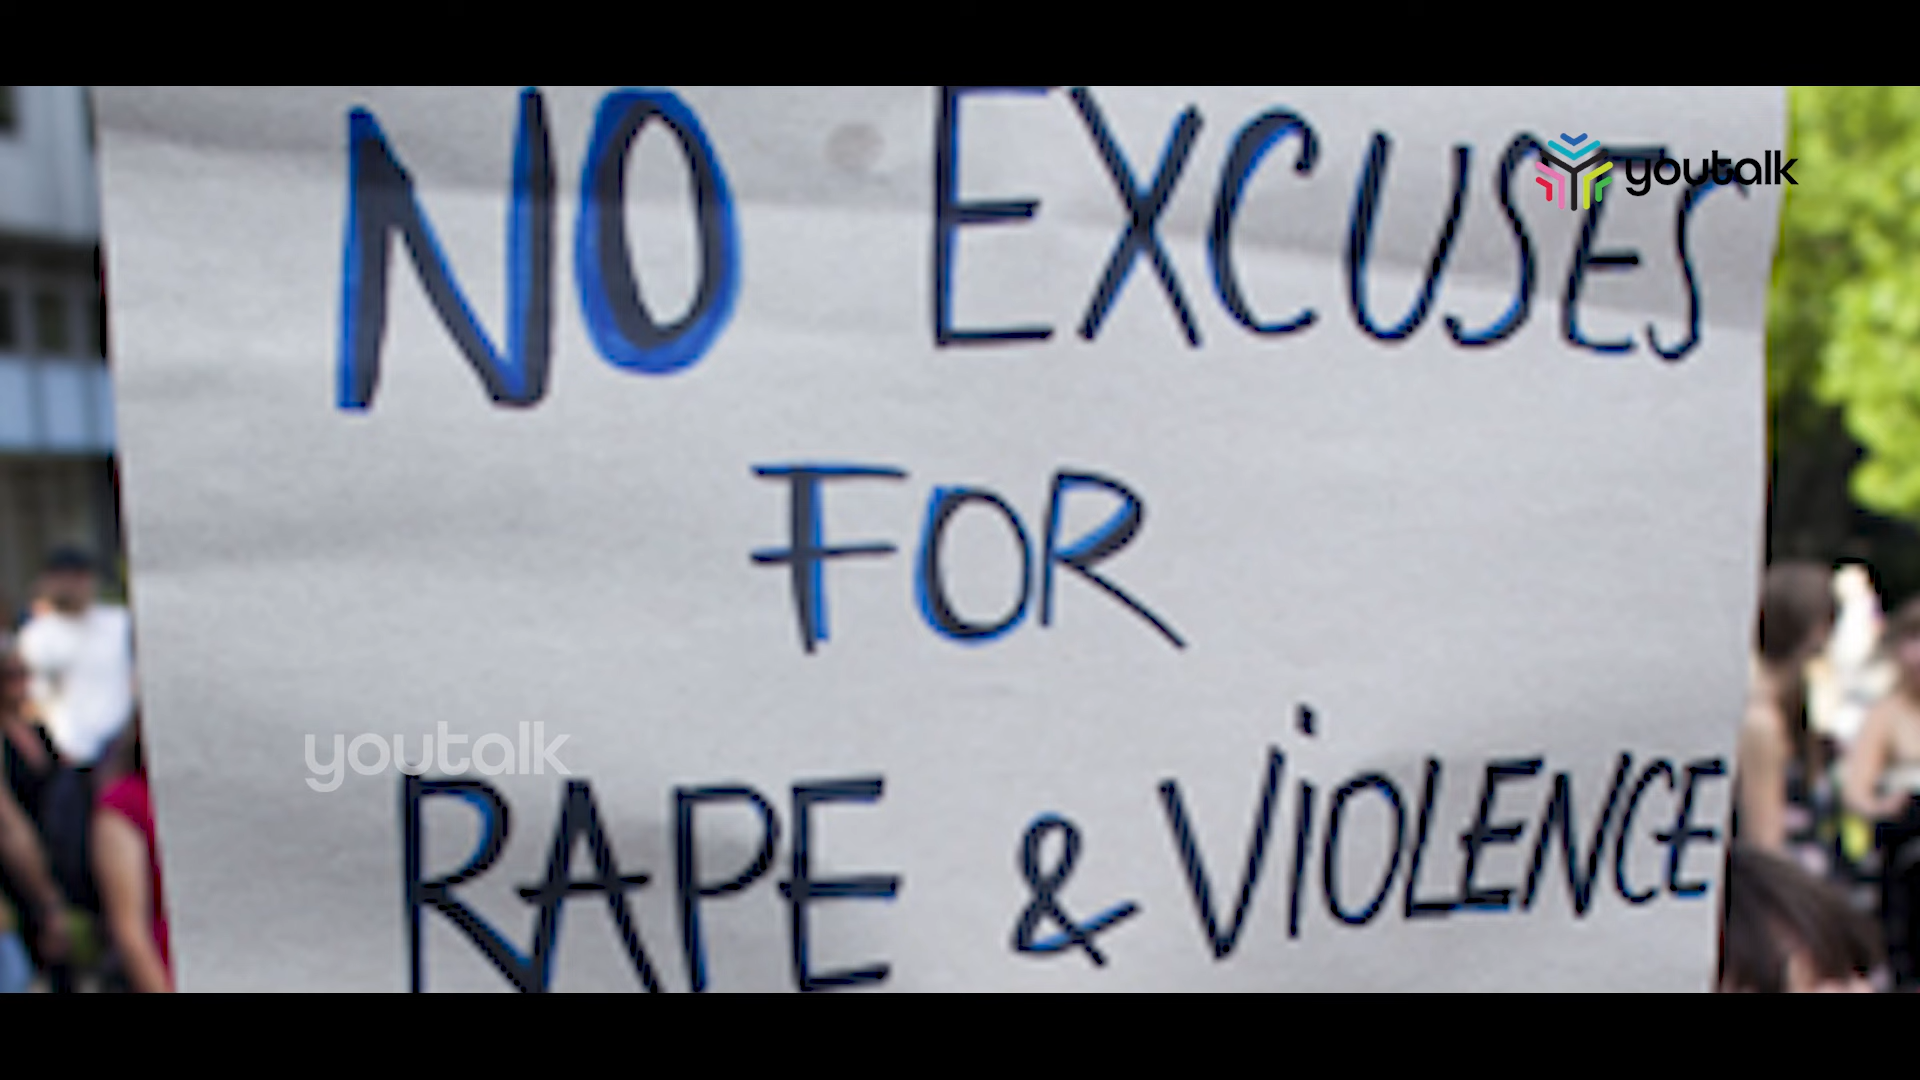 NO EXCUSES
youtalk
FOR
youtalk
RAPE & VIOLENCE